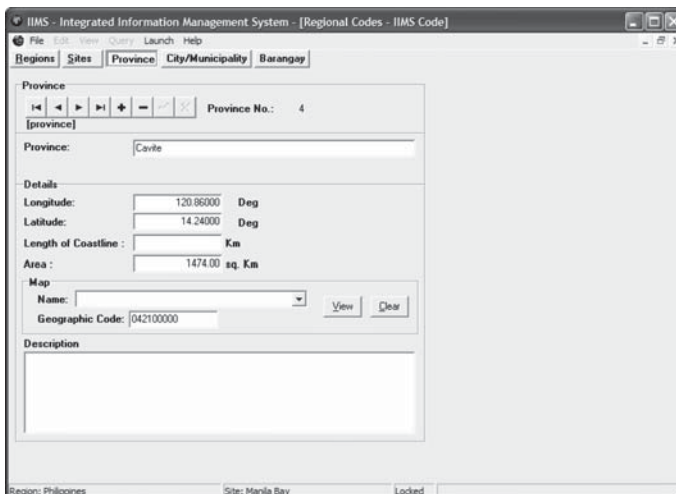 IIMS - Integrated Information Management System - [Regional Codes - IIMS Code]
File Edit View Query Launch Help
Regions Sites Province City/Municipality Barangay
Province
Province No.: 4
[province]
Province: Cavite
Details
Longitude: 120.86000 Deg
Latitude: 14.24000 Deg
Length of Coastline : Km
Area : 1474.00 sq. Km
Map
Name:
View Clear
Geographic Code: 042100000
Description
Region: Philippines Site: Manila Bay Locked